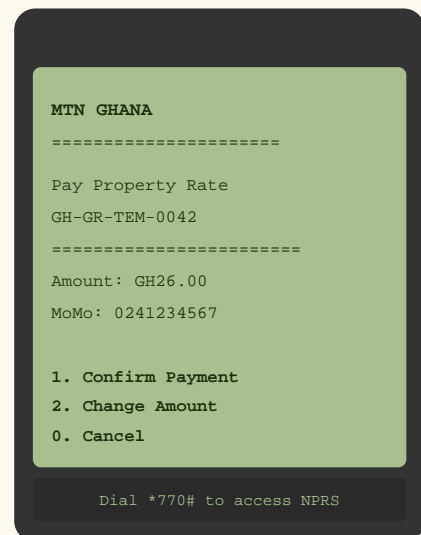 MTN GHANA
======================
Pay Property Rate
GH-GR-TEM-0042
========================
Amount: GH26.00
MoMo: 0241234567
1. Confirm Payment
2. Change Amount
0. Cancel
Dial *770# to access NPRS